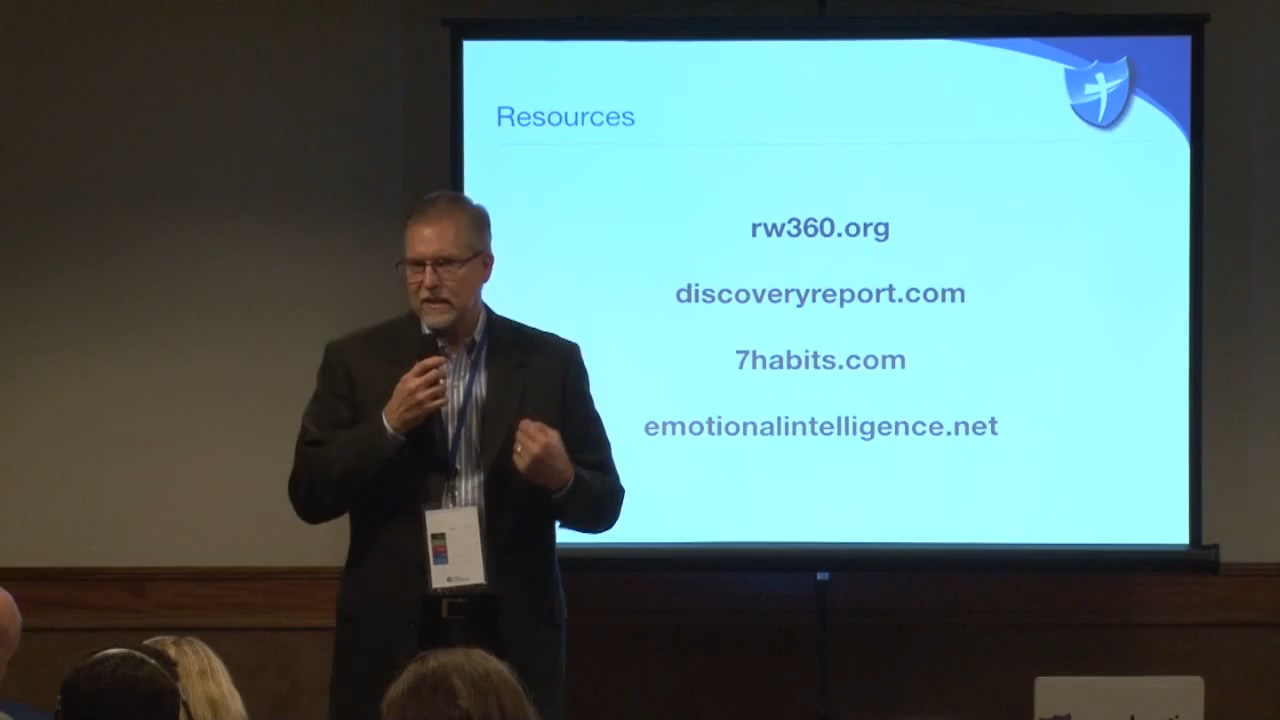 Resources
rw360.org
discoveryreport.com
7habits.com
emotionalintelligence.net